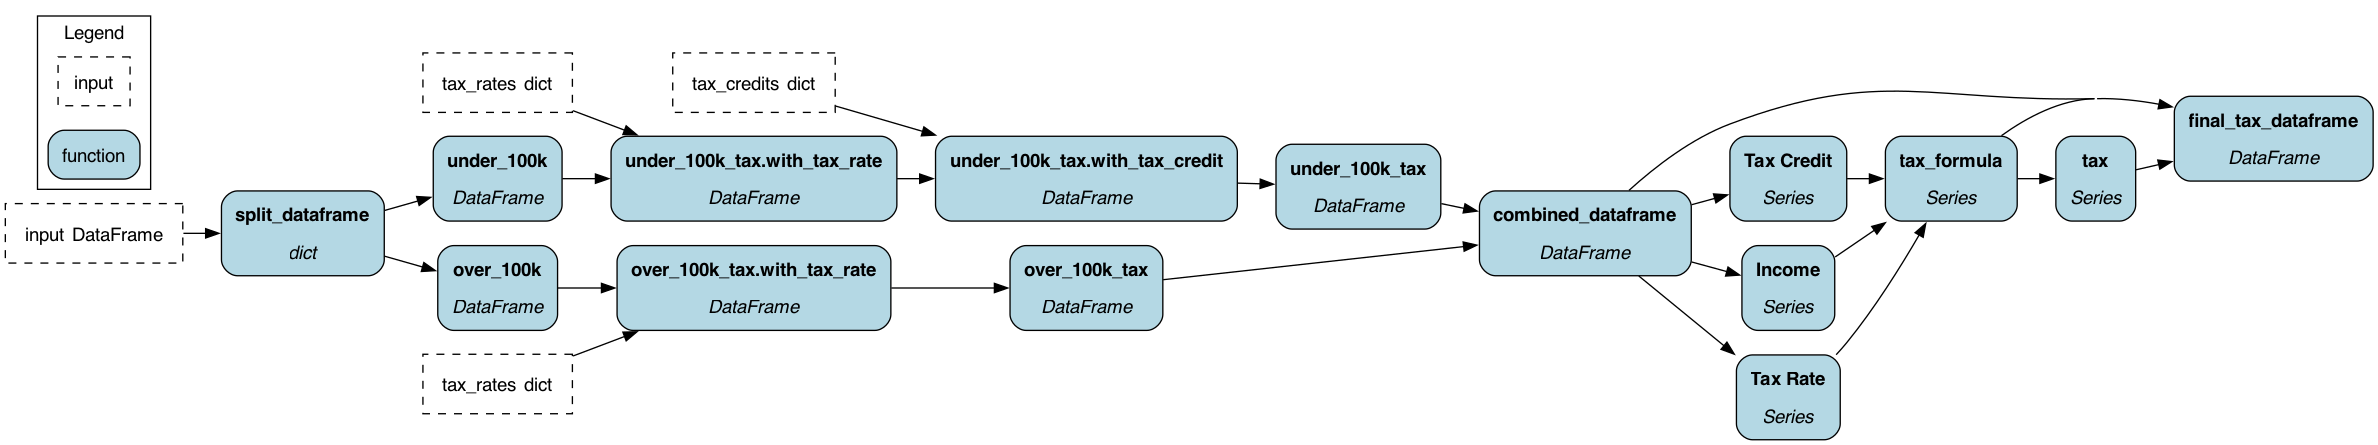 Legend
input
function
input DataFrame
split_dataframe
dict
tax_rates dict
under_100k
DataFrame
over_100k
DataFrame
tax_rates dict
tax_credits dict
under_100k_tax.with_tax_rate
DataFrame
over_100k_tax.with_tax_rate
DataFrame
under_100k_tax.with_tax_credit
DataFrame
over_100k_tax
DataFrame
under_100k_tax
DataFrame
combined_dataframe
DataFrame
Tax Credit
Series
Income
Series
Tax Rate
Series
tax_formula
Series
tax
Series
final_tax_dataframe
DataFrame